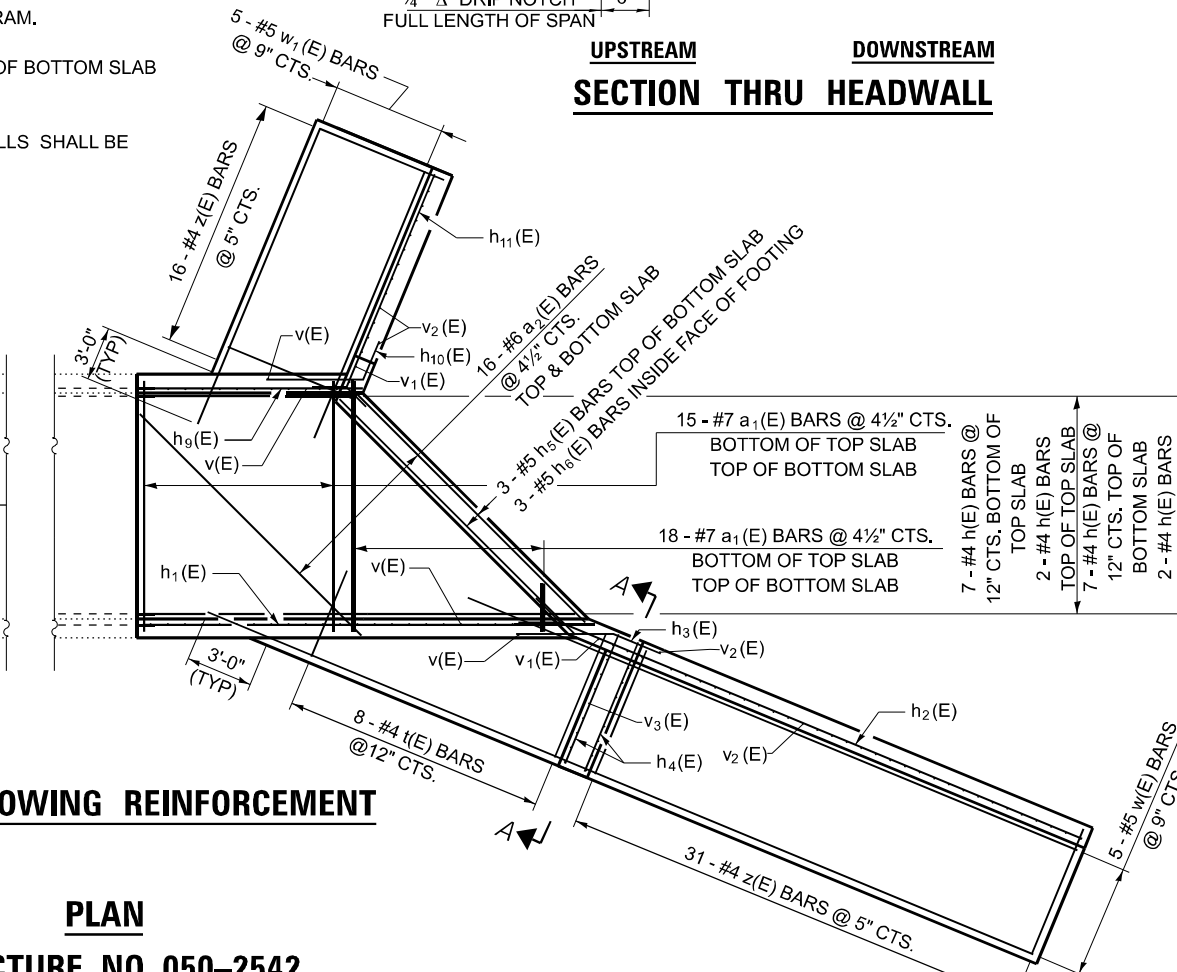 RAM.
OF BOTTOM SLAB
LLS SHALL BE
DRIP NOTCH
FULL LENGTH OF SPAN
UPSTREAM
DOWNSTREAM
SECTION THRU HEADWALL
5 - #5 w1(E) BARS
@ 9" CTS.
16 - #4 z(E) BARS
@ 5" CTS.
h11(E)
v(E)
v2(E)
h10(E)
v1(E)
3'-0"
(TYP)
16 - #6 a2(E) BARS
@ 4½" CTS.
TOP & BOTTOM SLAB
3 - #5 h5(E) BARS TOP OF BOTTOM SLAB
3 - #5 h6(E) BARS INSIDE FACE OF FOOTING
h9(E)
v(E)
15 - #7 a1(E) BARS @ 4½" CTS.
BOTTOM OF TOP SLAB
TOP OF BOTTOM SLAB
18 - #7 a1(E) BARS @ 4½" CTS.
BOTTOM OF TOP SLAB
TOP OF BOTTOM SLAB
7 - #4 h(E) BARS @
12" CTS. BOTTOM OF
TOP SLAB
2 - #4 h(E) BARS
TOP OF TOP SLAB
7 - #4 h(E) BARS @
12" CTS. TOP OF
BOTTOM SLAB
2 - #4 h(E) BARS
h1(E)
v(E)
A
h3(E)
v2(E)
v(E)
v1(E)
3'-0"
(TYP)
v3(E)
h4(E)
v2(E)
h2(E)
8 - #4 t(E) BARS
@12" CTS.
A
31 - #4 z(E) BARS @ 5" CTS.
5 - #5 w(E) BARS
@ 9" CTS.
OWING REINFORCEMENT
PLAN
CTURE NO. 050–2542